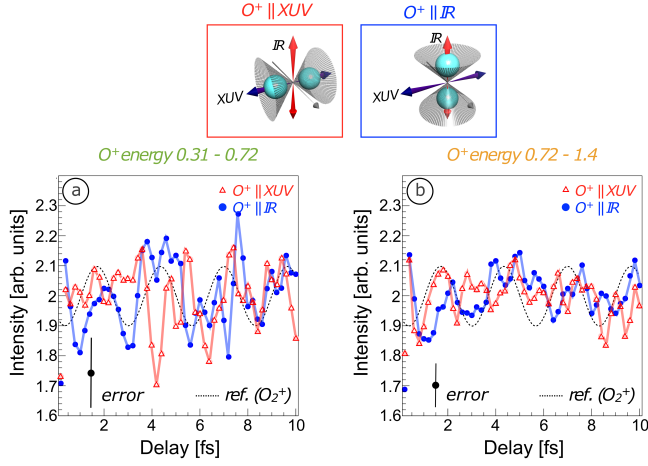 O⁺ || XUV
O⁺ || IR
IR
XUV
IR
XUV
O⁺ energy 0.31 - 0.72
O⁺ energy 0.72 - 1.4
a
O⁺ || XUV
O⁺ || IR
Intensity [arb. units]
2.3
2.2
2.1
2
1.9
1.8
1.7
1.6
error
ref. (O₂⁺)
2 4 6 8 10
Delay [fs]
b
O⁺ || XUV
O⁺ || IR
Intensity [arb. units]
2.3
2.2
2.1
2
1.9
1.8
1.7
1.6
error
ref. (O₂⁺)
2 4 6 8 10
Delay [fs]